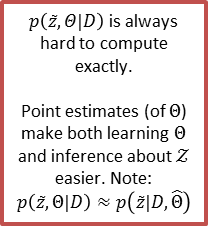 p(z̃, Θ|D) is always
hard to compute
exactly.
Point estimates (of Θ)
make both learning Θ
and inference about 𝒵
easier. Note:
p(z̃, Θ|D) ≈ p(z̃|D, Θ̂)